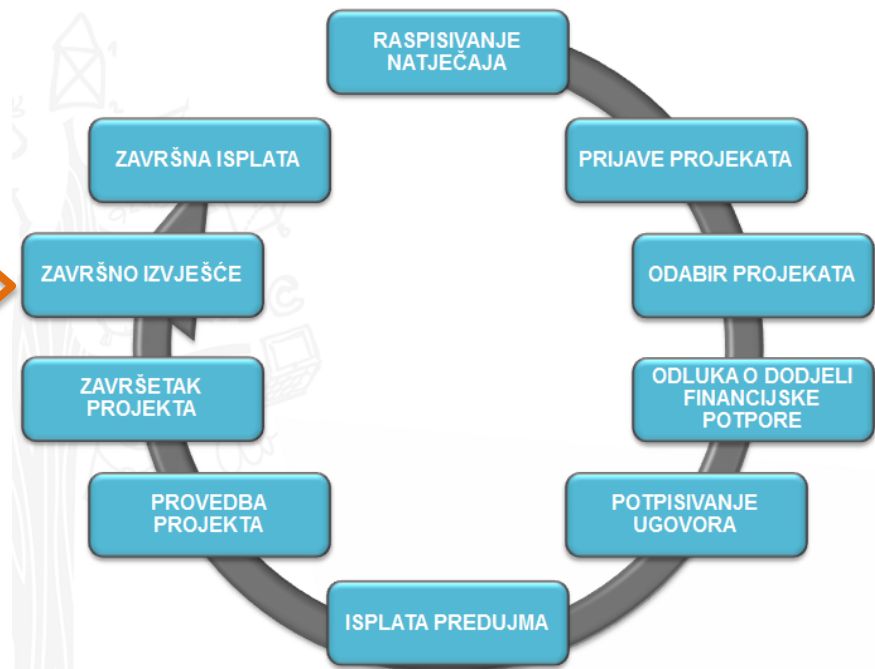 RASPISIVANJE
NATJEČAJA
PRIJAVE PROJEKATA
ODABIR PROJEKATA
ODLUKA O DODJELI
FINANCIJSKE
POTPORE
POTPISIVANJE
UGOVORA
ISPLATA PREDUJMA
PROVEDBA
PROJEKTA
ZAVRŠETAK
PROJEKTA
ZAVRŠNO IZVJEŠĆE
ZAVRŠNA ISPLATA